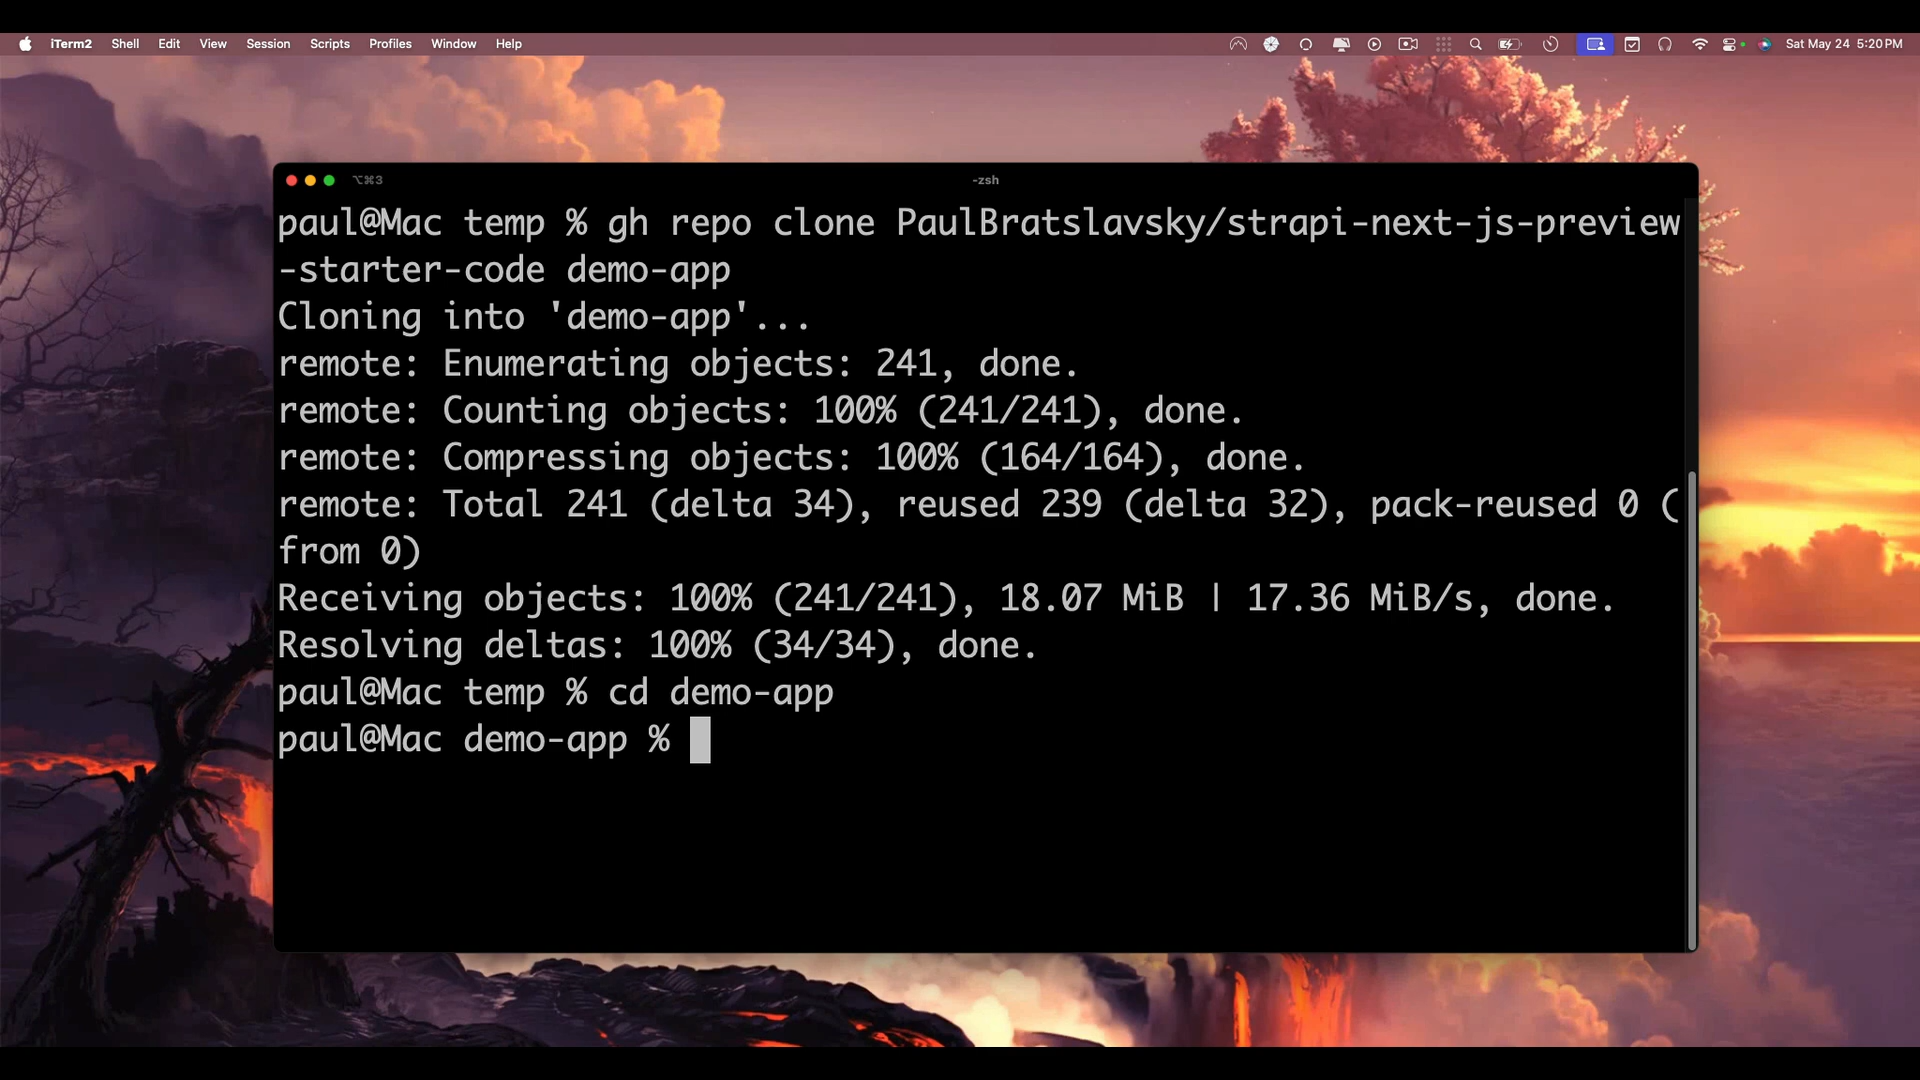 iTerm2 Shell Edit View Session Scripts Profiles Window Help Sat May 24 5:20 PM
⌥⌘3 -zsh
paul@Mac temp % gh repo clone PaulBratslavsky/strapi-next-js-preview
-starter-code demo-app
Cloning into 'demo-app'...
remote: Enumerating objects: 241, done.
remote: Counting objects: 100% (241/241), done.
remote: Compressing objects: 100% (164/164), done.
remote: Total 241 (delta 34), reused 239 (delta 32), pack-reused 0 (
from 0)
Receiving objects: 100% (241/241), 18.07 MiB | 17.36 MiB/s, done.
Resolving deltas: 100% (34/34), done.
paul@Mac temp % cd demo-app
paul@Mac demo-app %